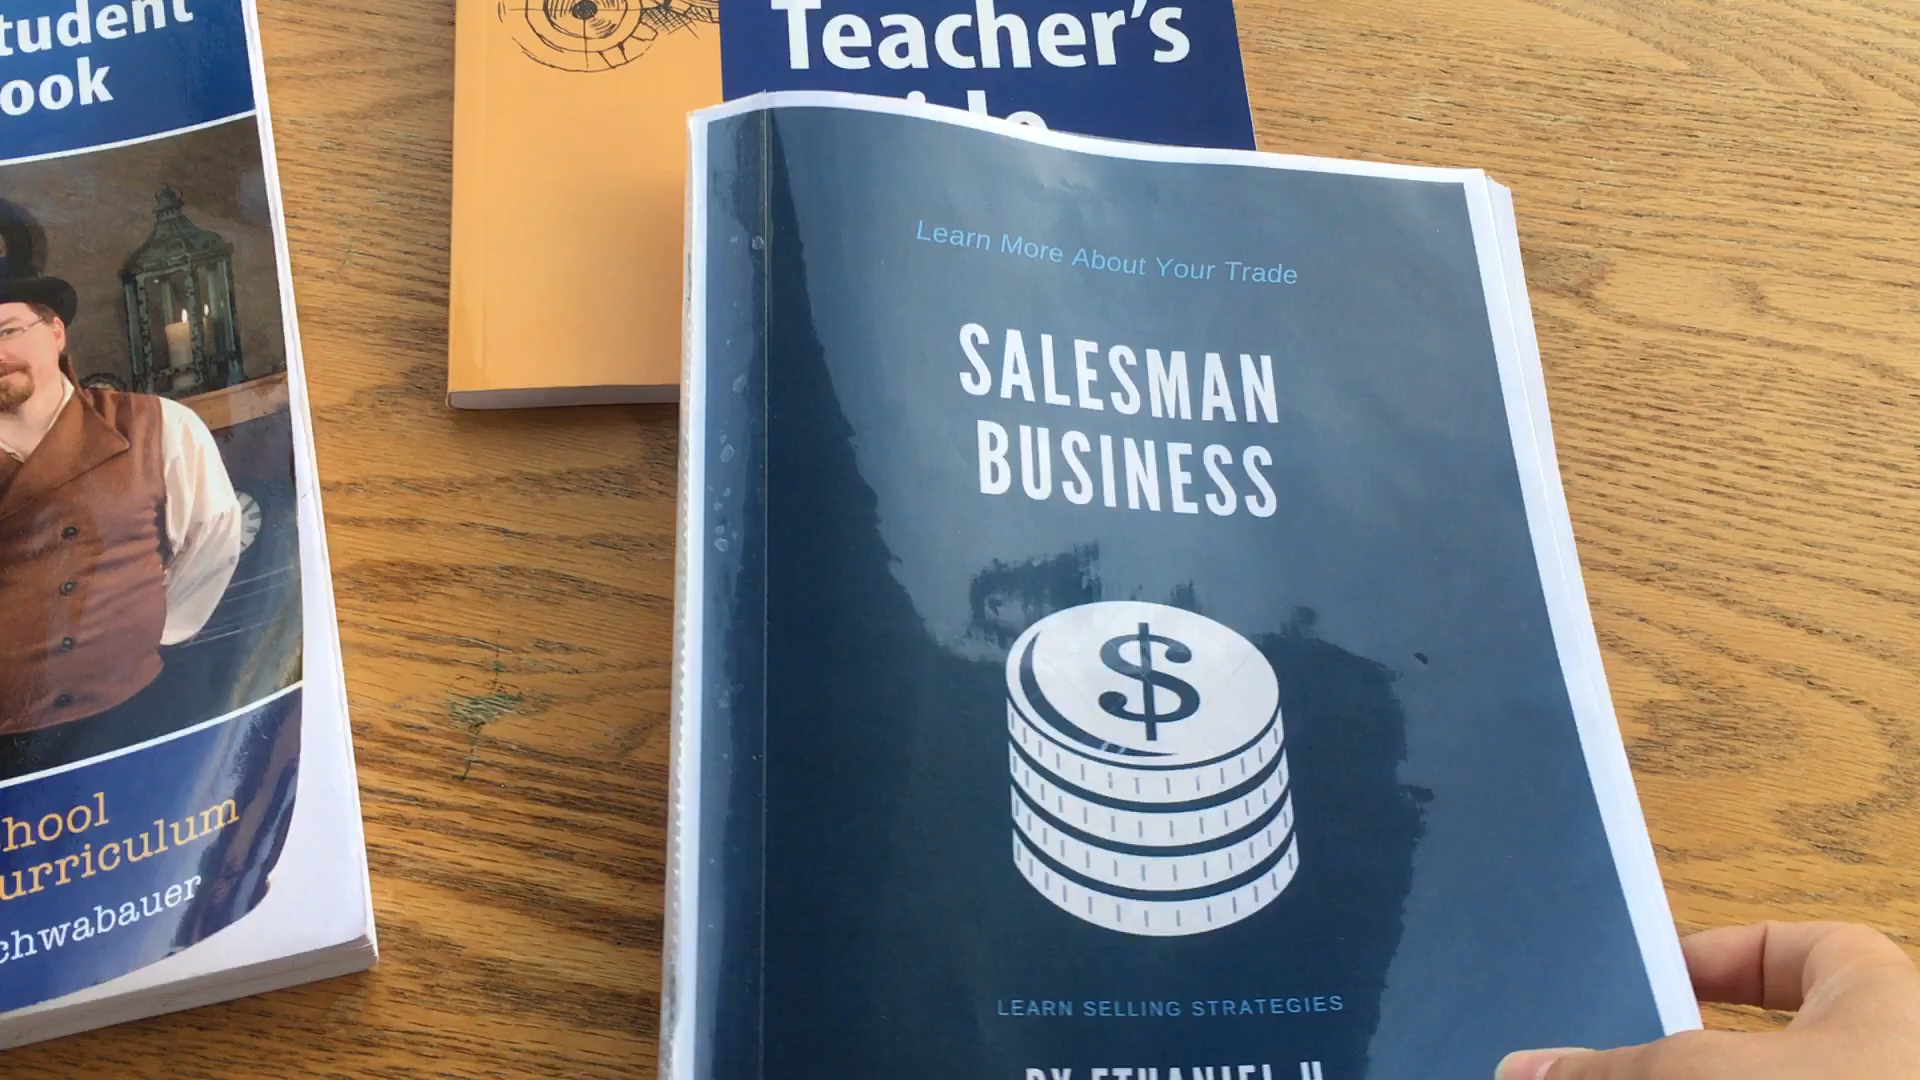 tudent
ook
hool
urriculum
chwabauer
Teacher's
Learn More About Your Trade
SALESMAN
BUSINESS
$
LEARN SELLING STRATEGIES
BY ETHANIEL